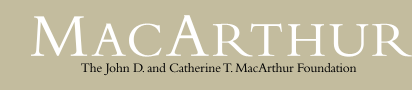 MACARTHUR
The John D. and Catherine T. MacArthur Foundation